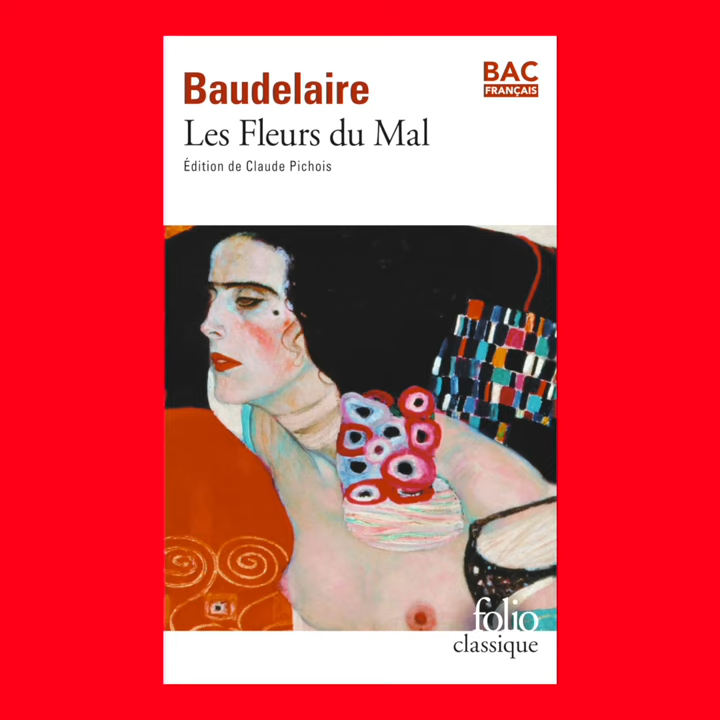 Baudelaire
BAC
FRANÇAIS
Les Fleurs du Mal
Édition de Claude Pichois
folio
classique